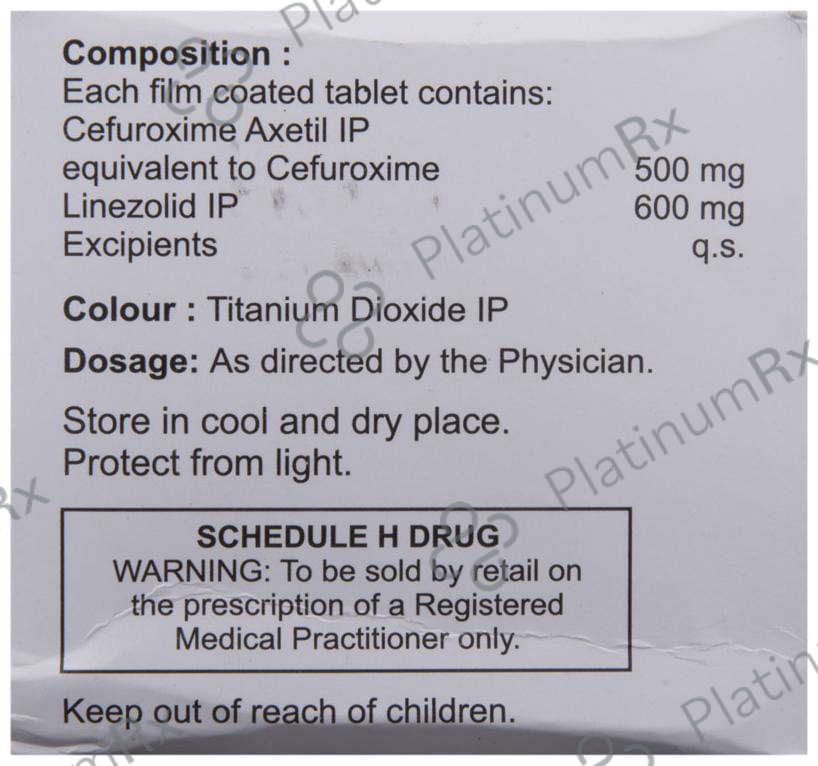 Composition :
Each film coated tablet contains:
Cefuroxime Axetil IP
equivalent to Cefuroxime 500 mg
Linezolid IP 600 mg
Excipients q.s.
Colour : Titanium Dioxide IP
Dosage: As directed by the Physician.
Store in cool and dry place.
Protect from light.
SCHEDULE H DRUG
WARNING: To be sold by retail on
the prescription of a Registered
Medical Practitioner only.
Keep out of reach of children.
PlatinumRx
PlatinumRx